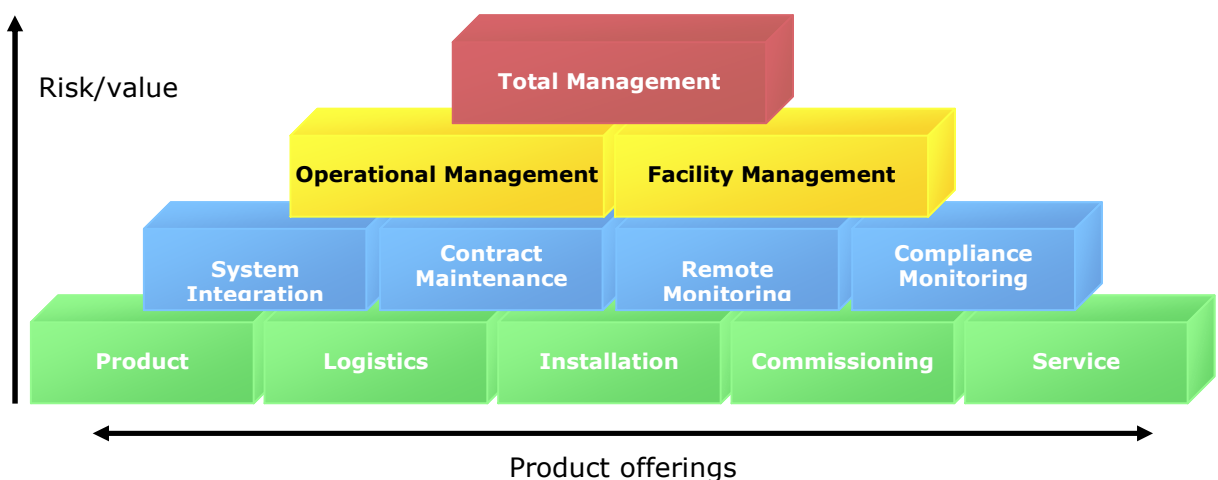 Risk/value
Total Management
Operational Management
Facility Management
System
Integration
Contract
Maintenance
Remote
Monitoring
Compliance
Monitoring
Product
Logistics
Installation
Commissioning
Service
Product offerings